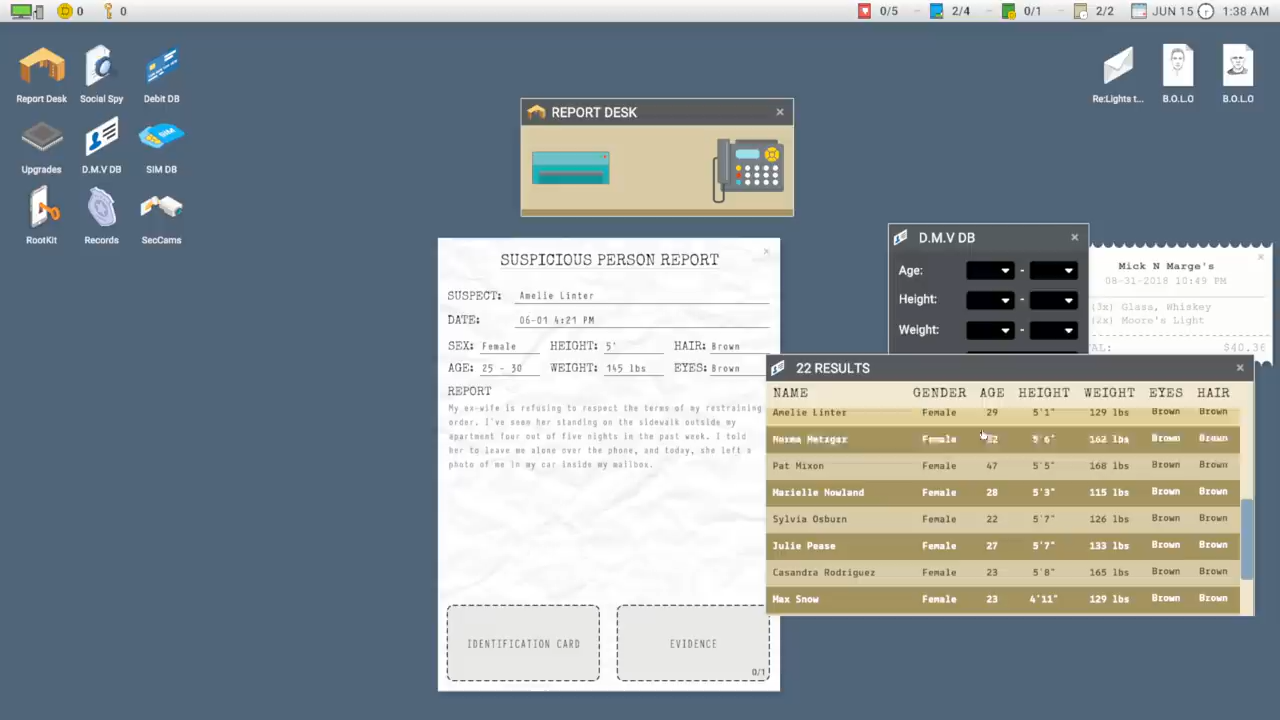 0
0
0/5
2/4
0/1
2/2
JUN 15
1:38 AM
Report Desk
Social Spy
Debit DB
Upgrades
D.M.V DB
SIM DB
RootKit
Records
SecCams
Re:Lights t...
B.O.L.O
B.O.L.O
REPORT DESK
SUSPICIOUS PERSON REPORT
SUSPECT: Amelie Linter
DATE: 06-01 4:21 PM
SEX: Female HEIGHT: 5' HAIR: Brown
AGE: 25 - 30 WEIGHT: 145 lbs EYES: Brown
REPORT
My ex-wife is refusing to respect the terms of my restraining
order. I've seen her standing on the sidewalk outside my
apartment four out of five nights in the past week. I told
her to leave me alone over the phone, and today, she left a
photo of me in my car inside my mailbox.
IDENTIFICATION CARD
EVIDENCE
0/1
D.M.V DB
Age: -
Height: -
Weight: -
Mick N Marge's
08-31-2018 10:49 PM
(3x) Glass, Whiskey
(2x) Moore's Light
TAL: $40.36
22 RESULTS
NAME GENDER AGE HEIGHT WEIGHT EYES HAIR
Amelie Linter Female 29 5'1" 129 lbs Brown Brown
Norma Metzger Female 5'6" 162 lbs Brown Brown
Pat Mixon Female 47 5'5" 168 lbs Brown Brown
Marielle Nowland Female 28 5'3" 115 lbs Brown Brown
Sylvia Osburn Female 22 5'7" 126 lbs Brown Brown
Julie Pease Female 27 5'7" 133 lbs Brown Brown
Casandra Rodriguez Female 23 5'8" 165 lbs Brown Brown
Max Snow Female 23 4'11" 129 lbs Brown Brown